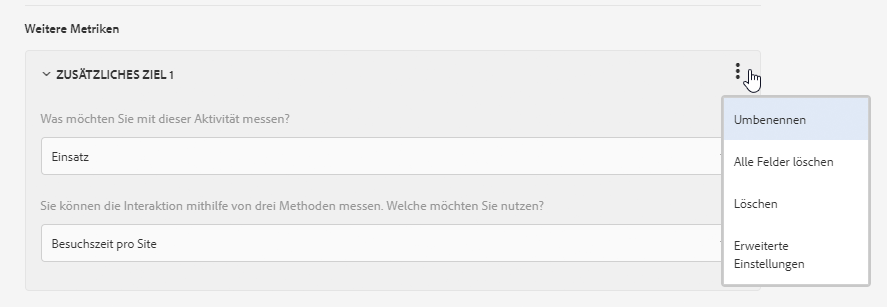 Weitere Metriken
ZUSÄTZLICHES ZIEL 1
Was möchten Sie mit dieser Aktivität messen?
Einsatz
Sie können die Interaktion mithilfe von drei Methoden messen. Welche möchten Sie nutzen?
Besuchszeit pro Site
Umbenennen
Alle Felder löschen
Löschen
Erweiterte
Einstellungen